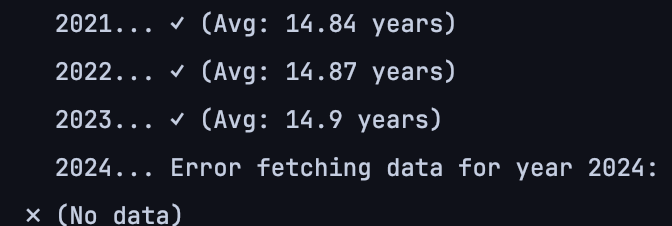 2021... ✓ (Avg: 14.84 years)
2022... ✓ (Avg: 14.87 years)
2023... ✓ (Avg: 14.9 years)
2024... Error fetching data for year 2024:
✕ (No data)